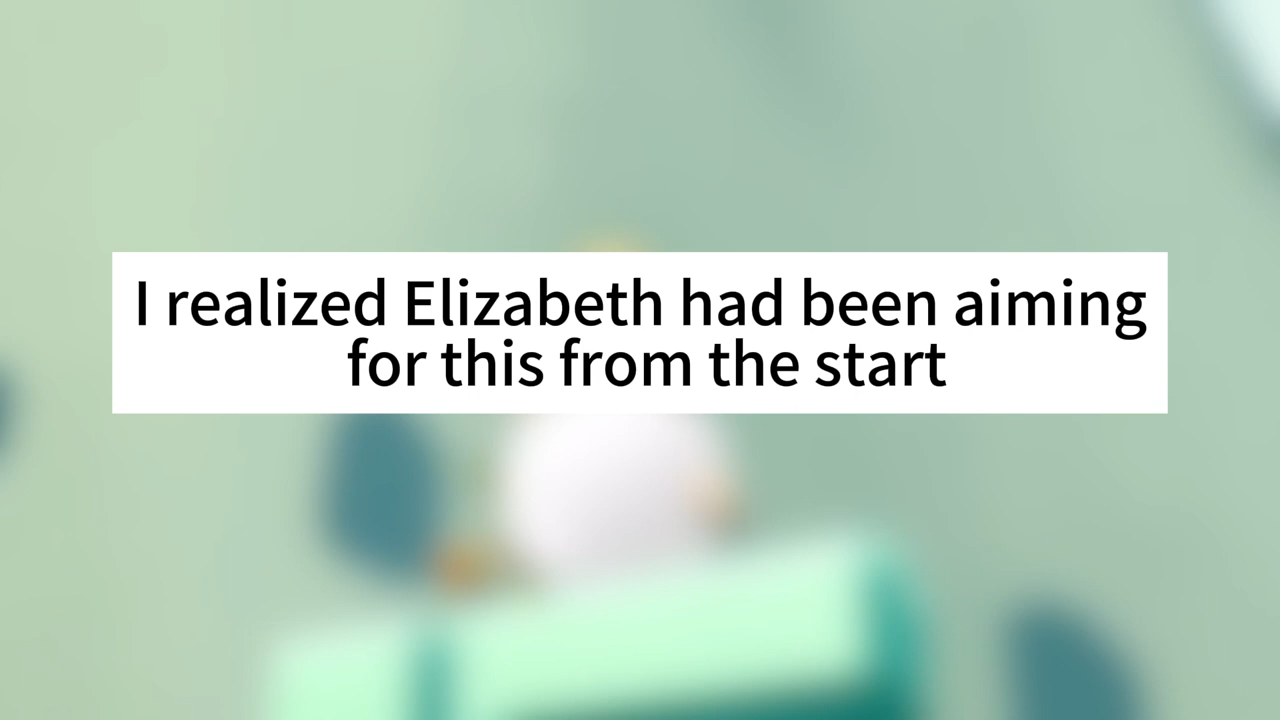 I realized Elizabeth had been aiming
for this from the start